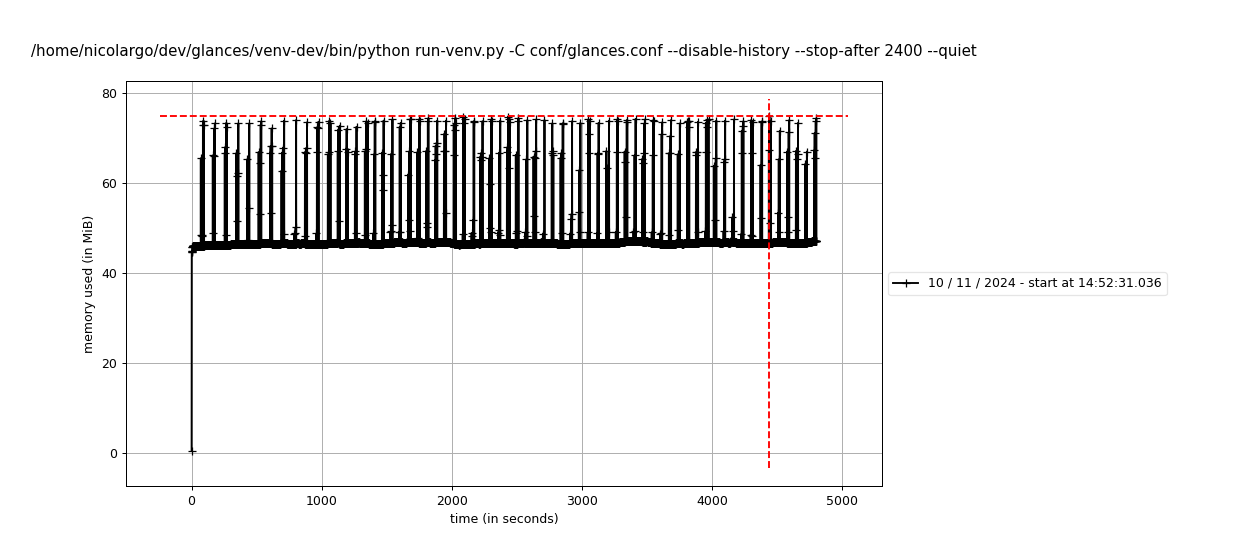 /home/nicolargo/dev/glances/venv-dev/bin/python run-venv.py -C conf/glances.conf --disable-history --stop-after 2400 --quiet
80
60
40
20
0
memory used (in MiB)
0 1000 2000 3000 4000 5000
time (in seconds)
10 / 11 / 2024 - start at 14:52:31.036